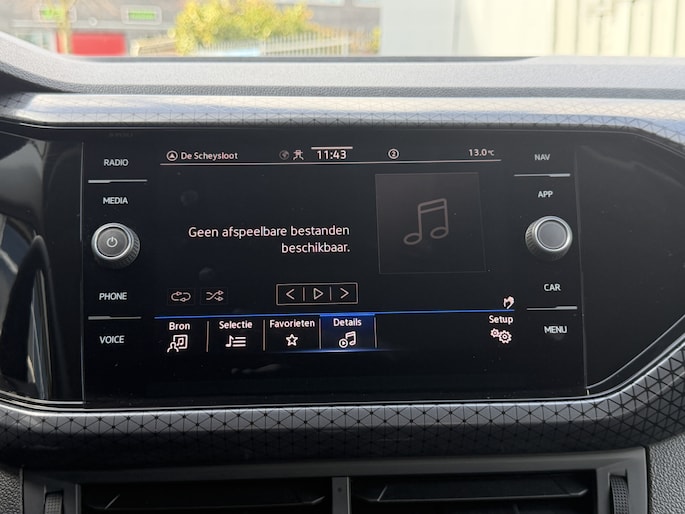 RADIO
MEDIA
PHONE
VOICE
De Scheysloot 11:43 2 13.0°C
Geen afspeelbare bestanden
beschikbaar.
Bron Selectie Favorieten Details Setup
NAV
APP
CAR
MENU